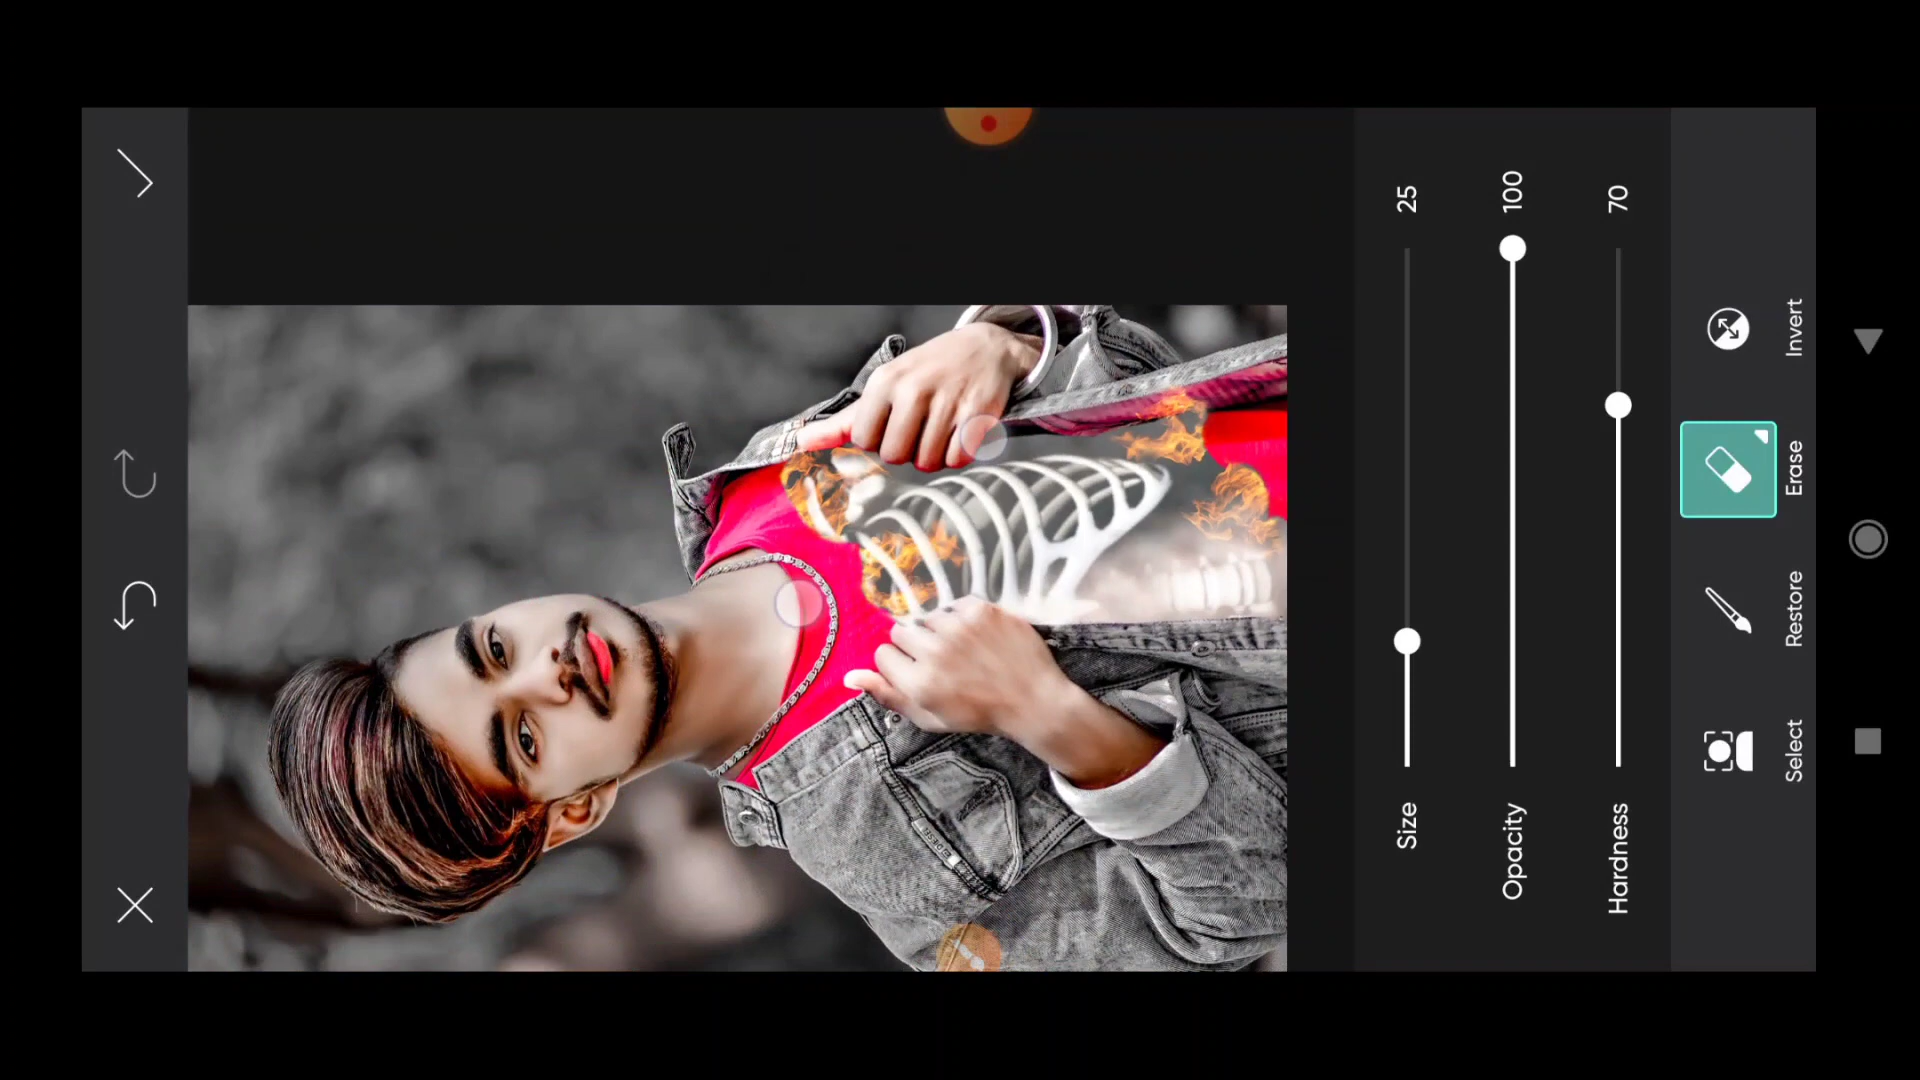 Size 25
Opacity 100
Hardness 70
Select
Restore
Erase
Invert